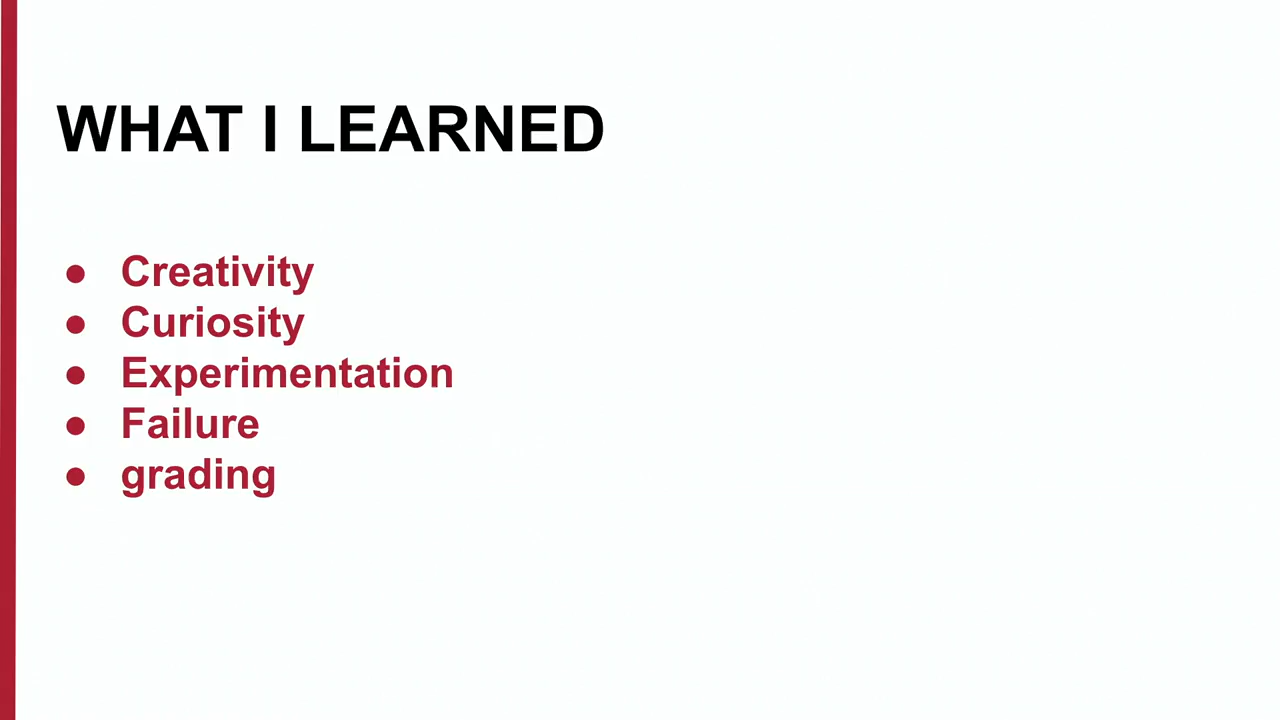 WHAT I LEARNED
● Creativity
● Curiosity
● Experimentation
● Failure
● grading